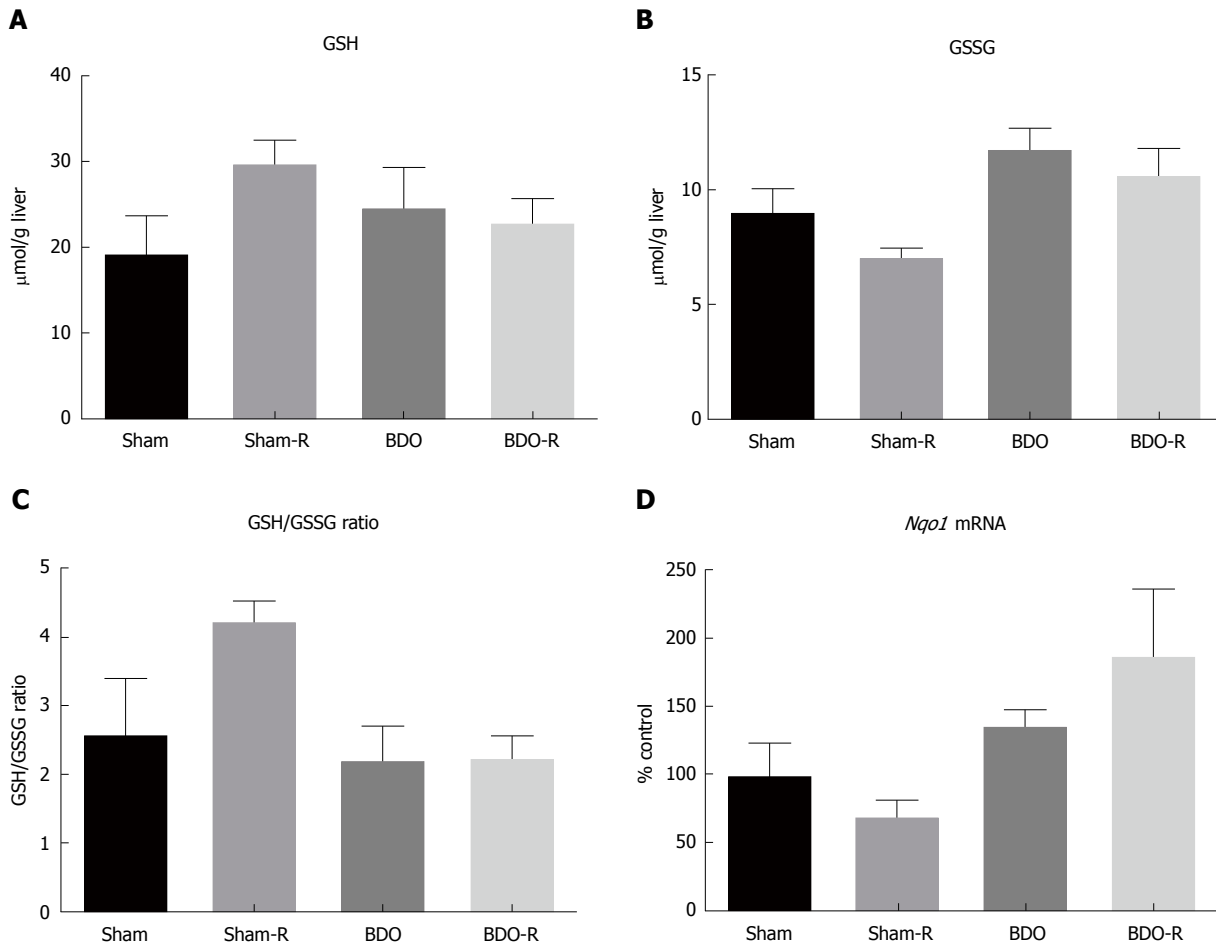 A
GSH
40
30
20
10
0
μmol/g liver
Sham Sham-R BDO BDO-R
B
GSSG
15
10
5
0
μmol/g liver
Sham Sham-R BDO BDO-R
C
GSH/GSSG ratio
5
4
3
2
1
0
GSH/GSSG ratio
Sham Sham-R BDO BDO-R
D
Nqo1 mRNA
250
200
150
100
50
0
% control
Sham Sham-R BDO BDO-R